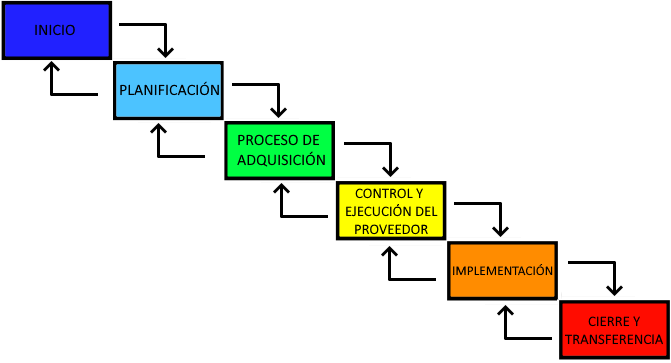 INICIO
PLANIFICACIÓN
PROCESO DE
ADQUISICIÓN
CONTROL Y
EJECUCIÓN DEL
PROVEEDOR
IMPLEMENTACIÓN
CIERRE Y
TRANSFERENCIA